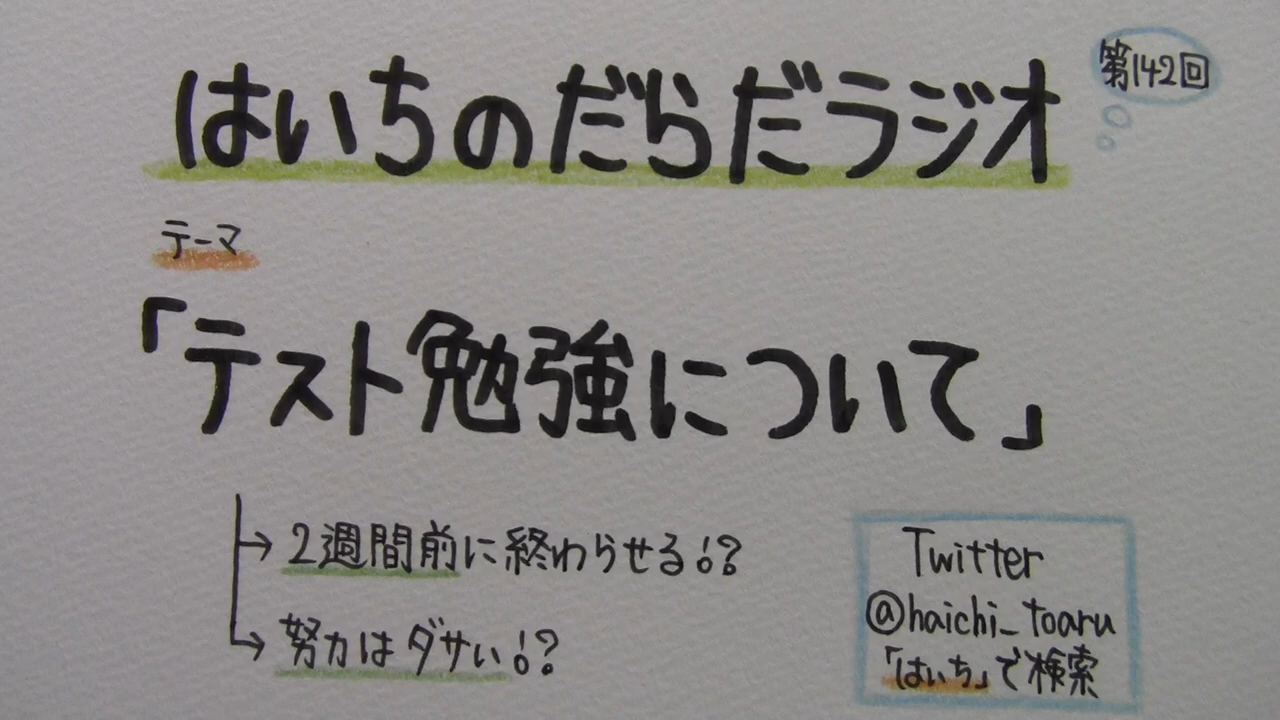 第142回
はいちのだらだラジオ
テーマ
「テスト勉強について」
→ 2週間前に終わらせる!?
→ 努力はダサい!?
Twitter
@haichi_toaru
「はいち」で検索